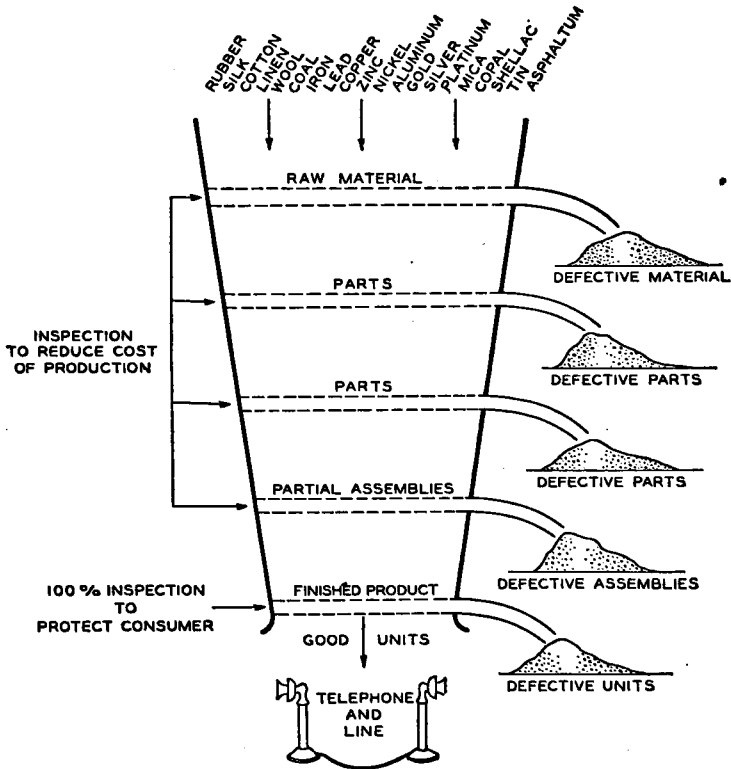 RUBBER
SILK
COTTON
LINEN
WOOL
COAL
IRON
LEAD
COPPER
ZINC
NICKEL
ALUMINUM
GOLD
SILVER
PLATINUM
MICA
COPAL
SHELLAC
TIN
ASPHALTUM
RAW MATERIAL
DEFECTIVE MATERIAL
PARTS
INSPECTION
TO REDUCE COST
OF PRODUCTION
DEFECTIVE PARTS
PARTS
DEFECTIVE PARTS
PARTIAL ASSEMBLIES
DEFECTIVE ASSEMBLIES
100 % INSPECTION
TO
PROTECT CONSUMER
FINISHED PRODUCT
GOOD UNITS
DEFECTIVE UNITS
TELEPHONE
AND
LINE